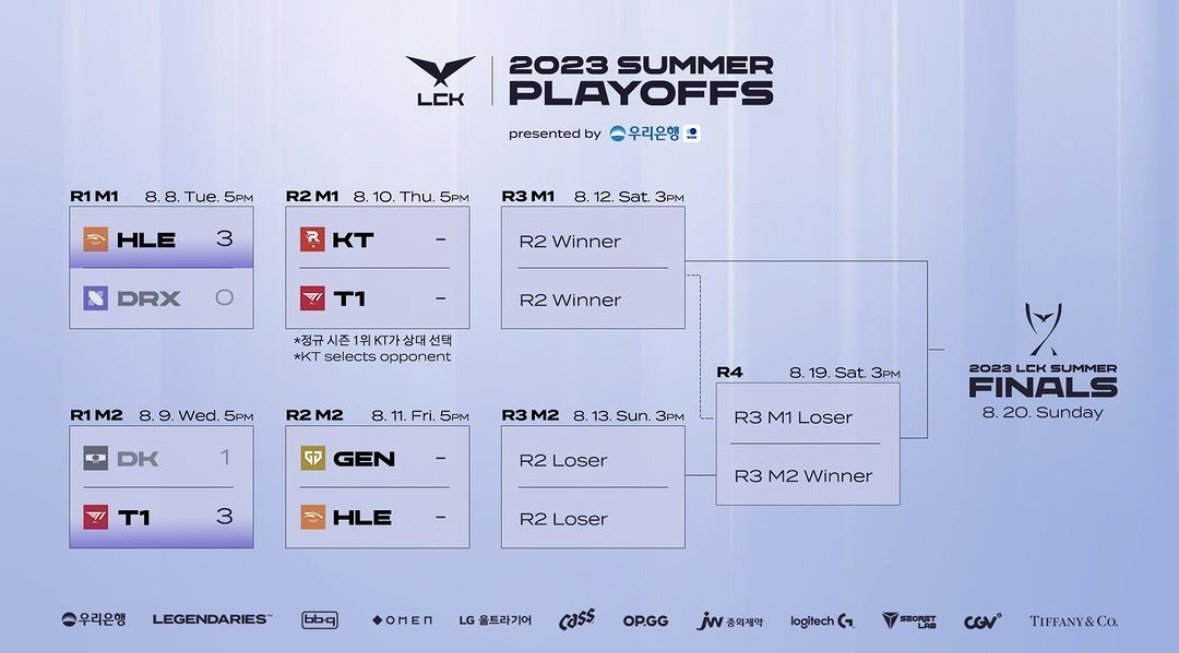 LCK
2023 SUMMER
PLAYOFFS
presented by 우리은행 WON
R1 M1 8. 8. Tue. 5PM
HLE 3
DRX 0
R2 M1 8. 10. Thu. 5PM
KT -
T1 -
*정규 시즌 1위 KT가 상대 선택
*KT selects opponent
R3 M1 8. 12. Sat. 3PM
R2 Winner
R2 Winner
R1 M2 8. 9. Wed. 5PM
DK 1
T1 3
R2 M2 8. 11. Fri. 5PM
GEN -
HLE -
R3 M2 8. 13. Sun. 3PM
R2 Loser
R2 Loser
R4 8. 19. Sat. 3PM
R3 M1 Loser
R3 M2 Winner
2023 LCK SUMMER
FINALS
8. 20. Sunday
우리은행 LEGENDARIES™ bb.q OMEN LG 울트라기어 Cass OP.GG JW 중외제약 logitech G SECRETLAB CGV TIFFANY & CO.